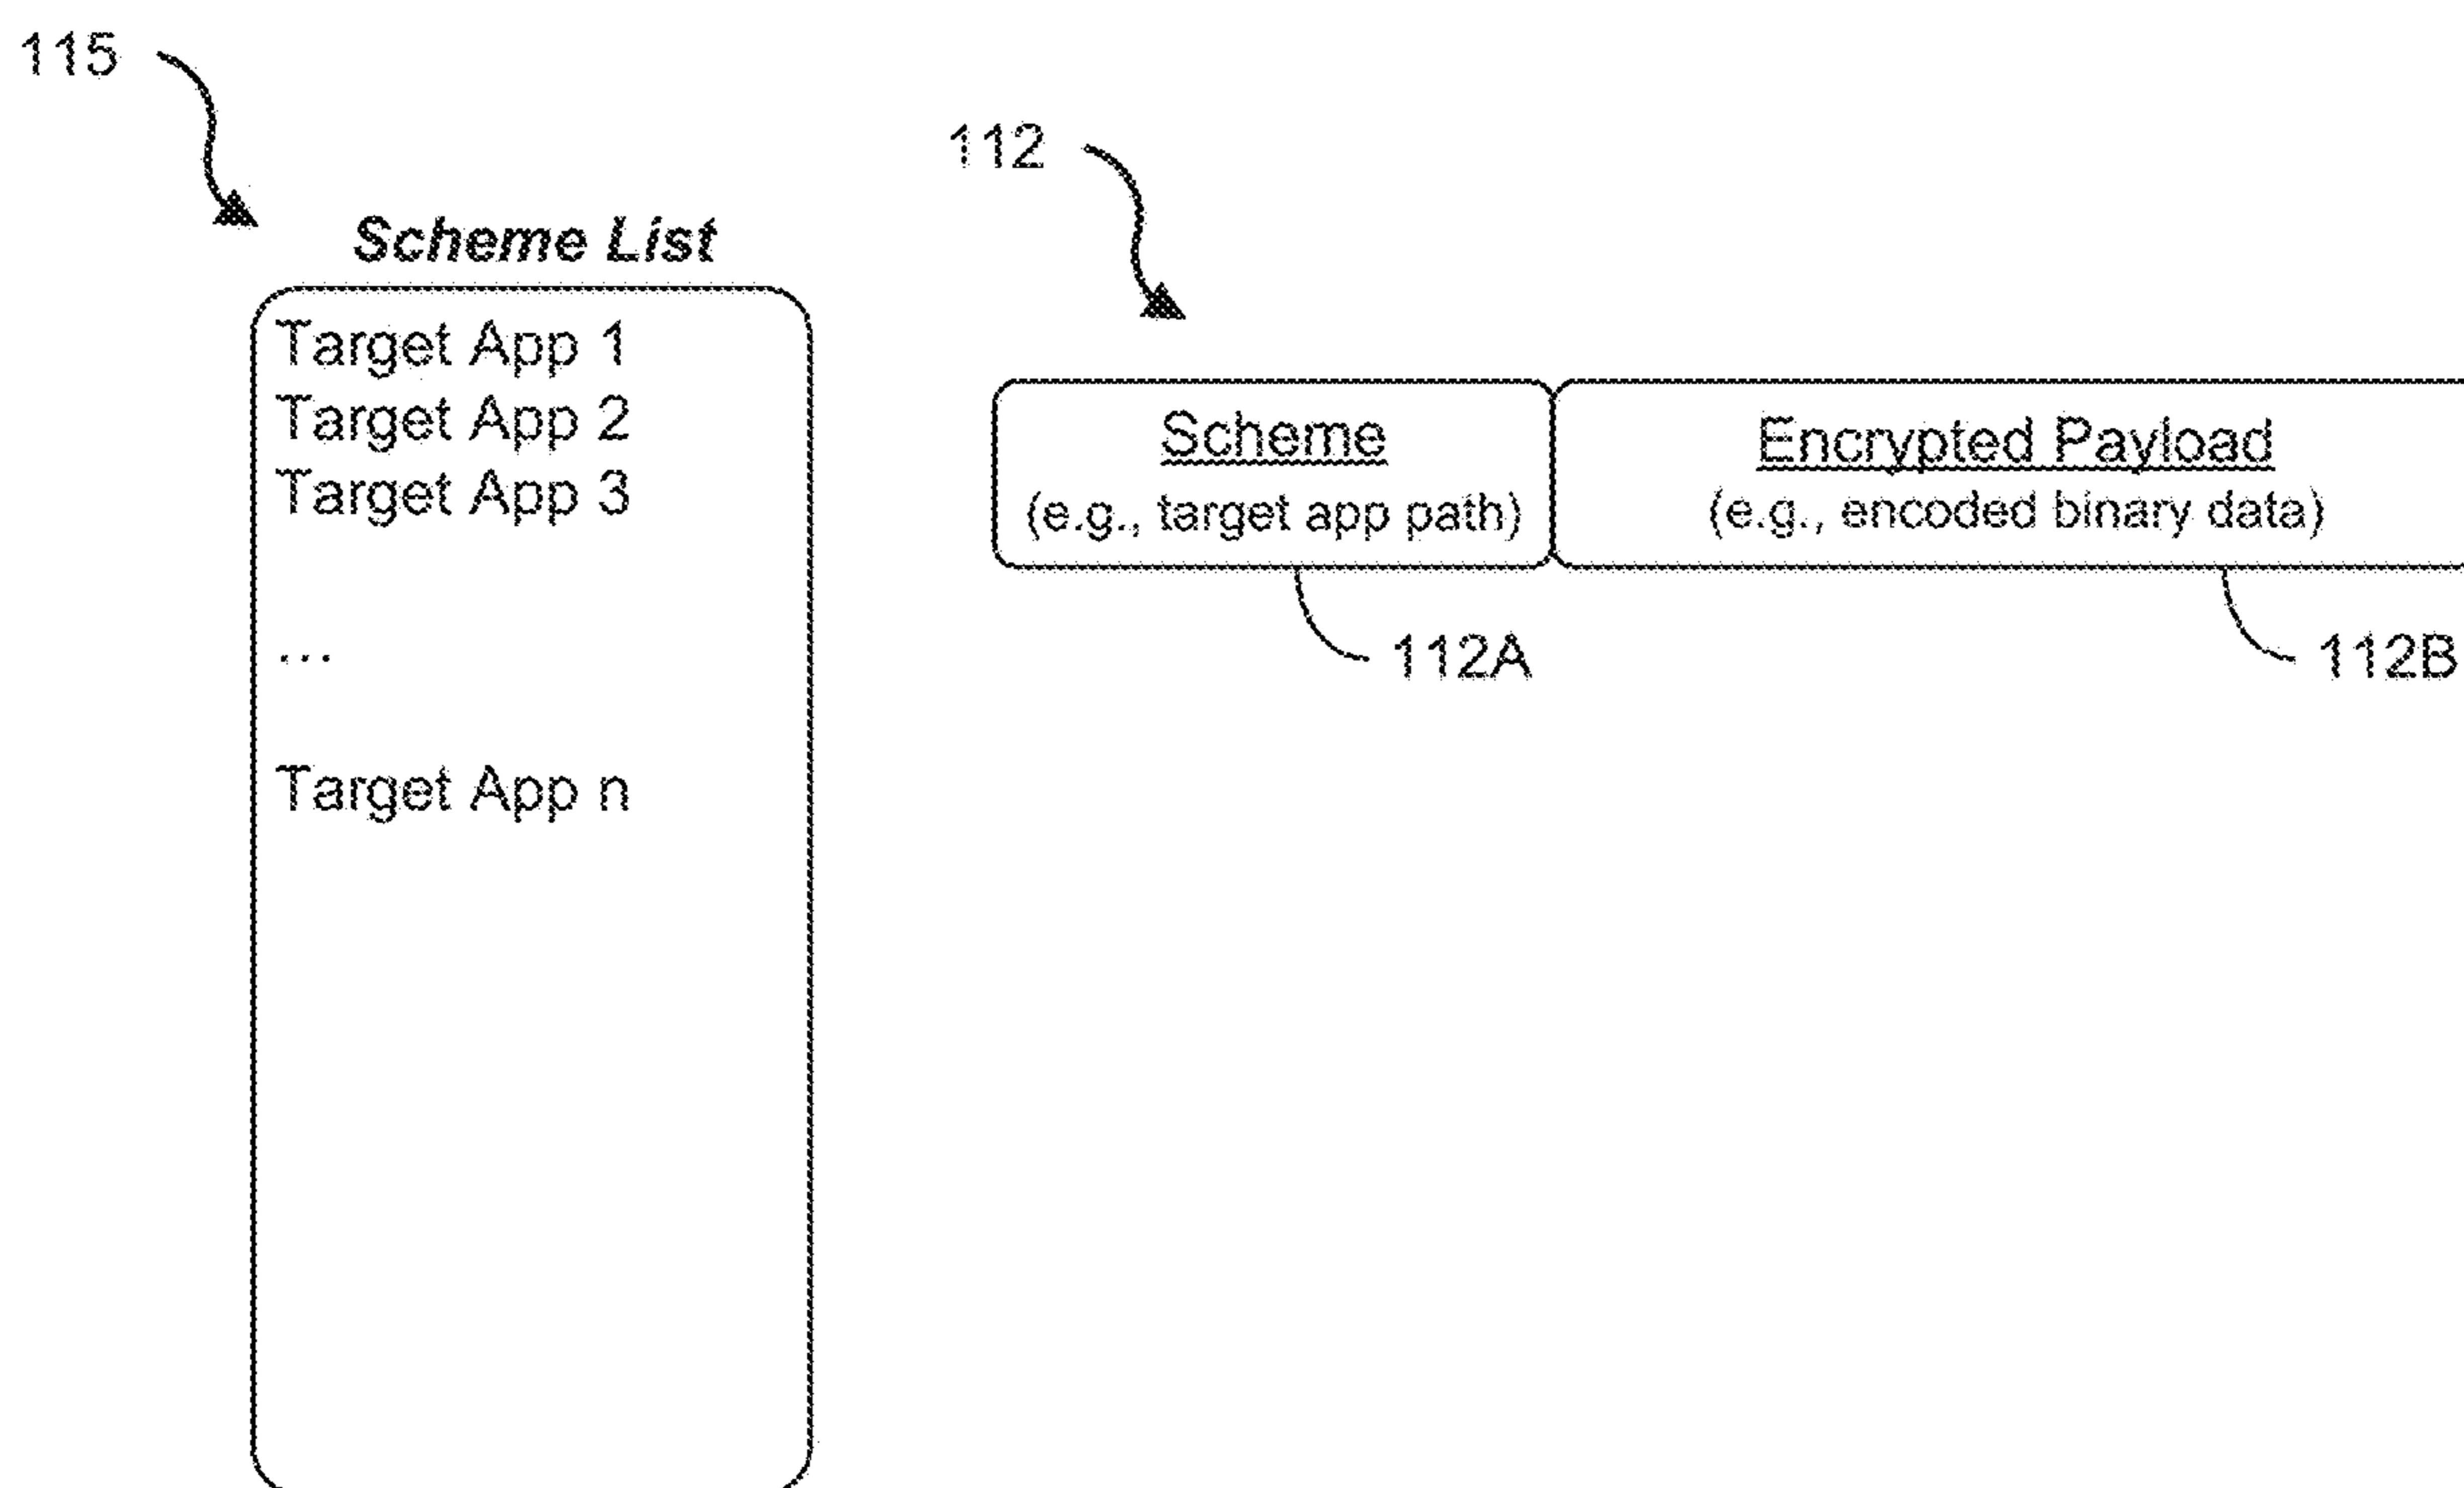 115
112
Scheme List
Target App 1
Target App 2
Target App 3
...
Target App n
Scheme
(e.g., target app path)
Encrypted Payload
(e.g., encoded binary data)
112A
112B